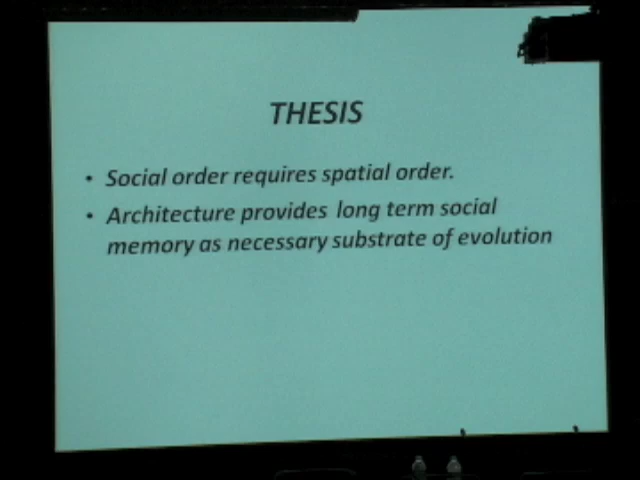 THESIS
• Social order requires spatial order.
• Architecture provides long term social
memory as necessary substrate of evolution